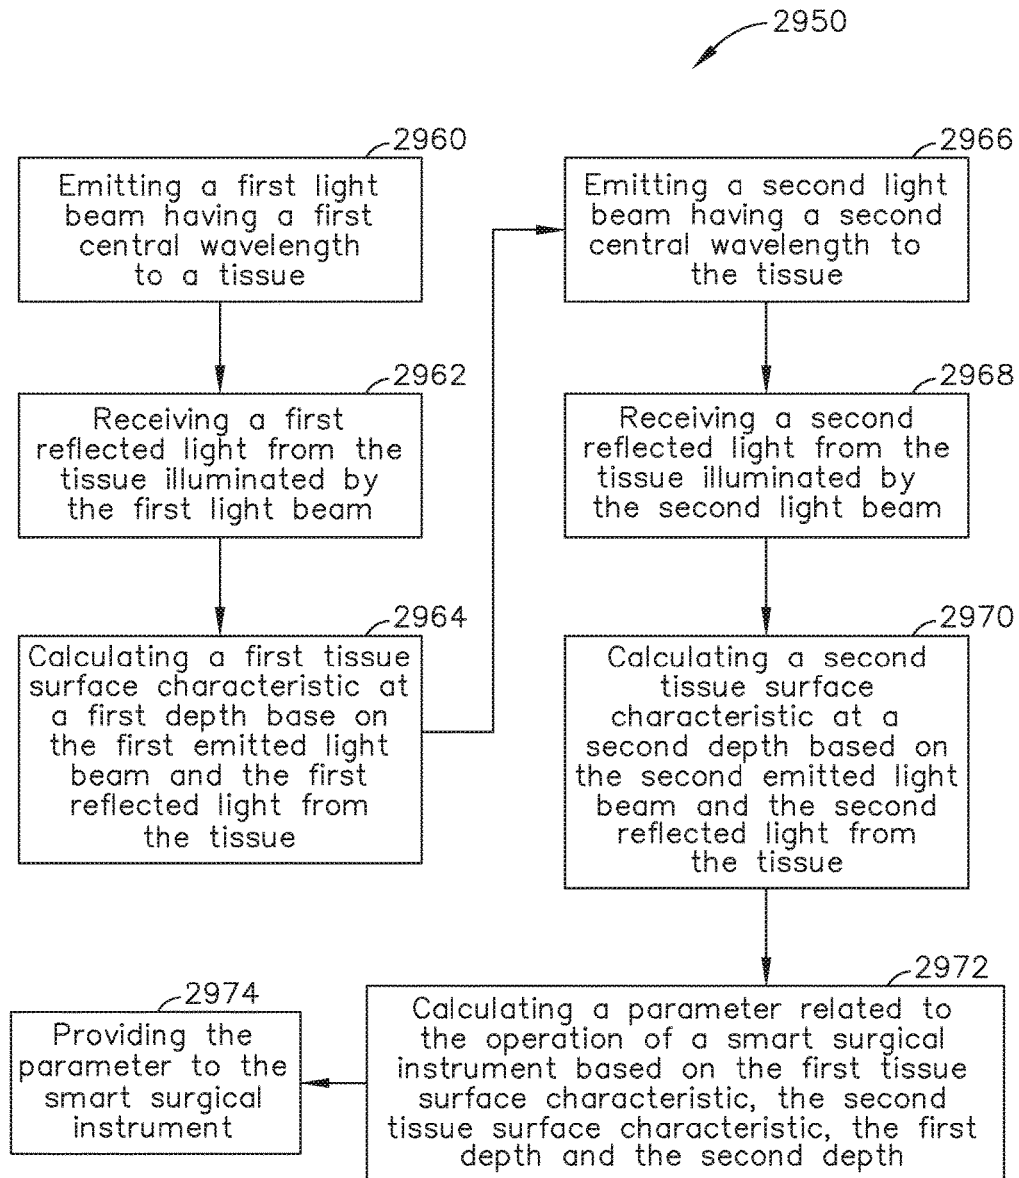 2950
2960
Emitting a first light
beam having a first
central wavelength
to a tissue
2962
Receiving a first
reflected light from the
tissue illuminated by
the first light beam
2964
Calculating a first tissue
surface characteristic at
a first depth base on
the first emitted light
beam and the first
reflected light from
the tissue
2966
Emitting a second light
beam having a second
central wavelength to
the tissue
2968
Receiving a second
reflected light from the
tissue illuminated by
the second light beam
2970
Calculating a second
tissue surface
characteristic at a
second depth based on
the second emitted light
beam and the second
reflected light from
the tissue
2972
Calculating a parameter related to
the operation of a smart surgical
instrument based on the first tissue
surface characteristic, the second
tissue surface characteristic, the first
depth and the second depth
2974
Providing the
parameter to the
smart surgical
instrument